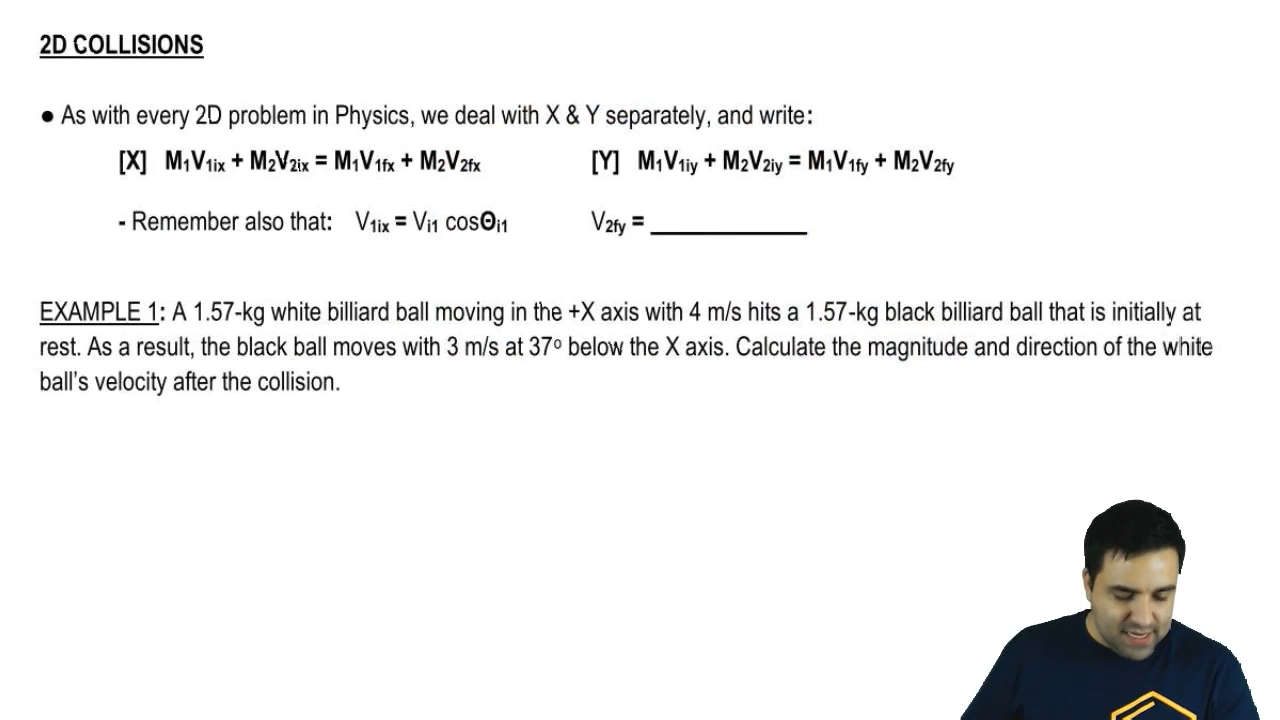 2D COLLISIONS
● As with every 2D problem in Physics, we deal with X & Y separately, and write:
[X] M₁V₁ᵢₓ + M₂V₂ᵢₓ = M₁V₁fₓ + M₂V₂fₓ [Y] M₁V₁iy + M₂V₂iy = M₁V₁fy + M₂V₂fy
- Remember also that: V₁ᵢₓ = Vᵢ₁ cosΘᵢ₁ V₂fy = ____________
EXAMPLE 1: A 1.57-kg white billiard ball moving in the +X axis with 4 m/s hits a 1.57-kg black billiard ball that is initially at
rest. As a result, the black ball moves with 3 m/s at 37º below the X axis. Calculate the magnitude and direction of the white
ball’s velocity after the collision.